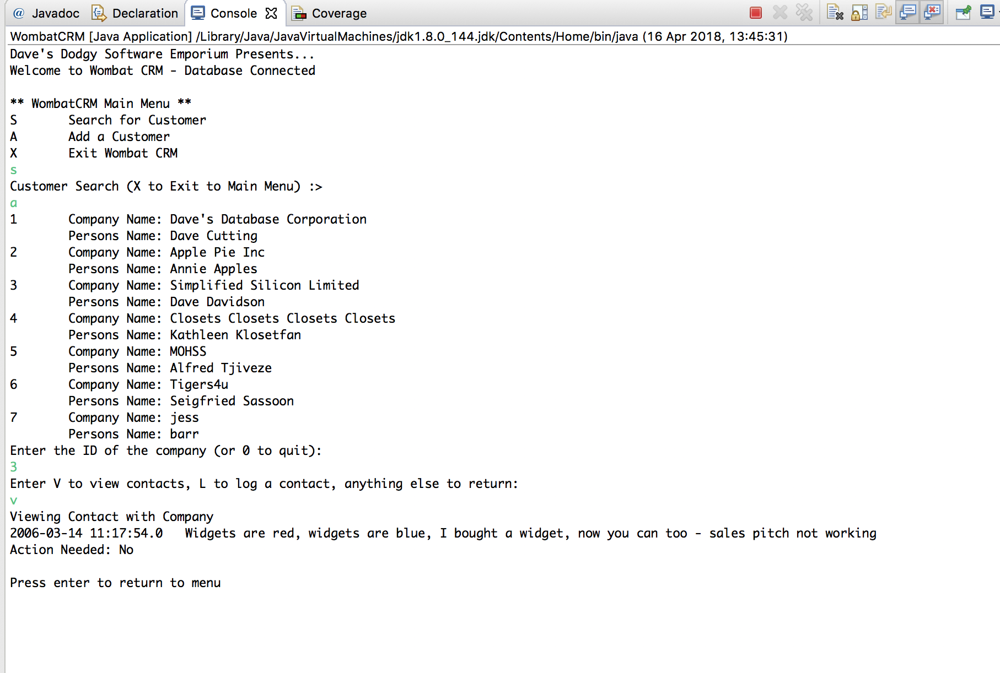 @ Javadoc Declaration Console Coverage
WombatCRM [Java Application] /Library/Java/JavaVirtualMachines/jdk1.8.0_144.jdk/Contents/Home/bin/java (16 Apr 2018, 13:45:31)
Dave's Dodgy Software Emporium Presents...
Welcome to Wombat CRM - Database Connected
** WombatCRM Main Menu **
S Search for Customer
A Add a Customer
X Exit Wombat CRM
s
Customer Search (X to Exit to Main Menu) :>
a
1 Company Name: Dave's Database Corporation
Persons Name: Dave Cutting
2 Company Name: Apple Pie Inc
Persons Name: Annie Apples
3 Company Name: Simplified Silicon Limited
Persons Name: Dave Davidson
4 Company Name: Closets Closets Closets Closets
Persons Name: Kathleen Klosetfan
5 Company Name: MOHSS
Persons Name: Alfred Tjiveze
6 Company Name: Tigers4u
Persons Name: Seigfried Sassoon
7 Company Name: jess
Persons Name: barr
Enter the ID of the company (or 0 to quit):
3
Enter V to view contacts, L to log a contact, anything else to return:
v
Viewing Contact with Company
2006-03-14 11:17:54.0 Widgets are red, widgets are blue, I bought a widget, now you can too - sales pitch not working
Action Needed: No
Press enter to return to menu